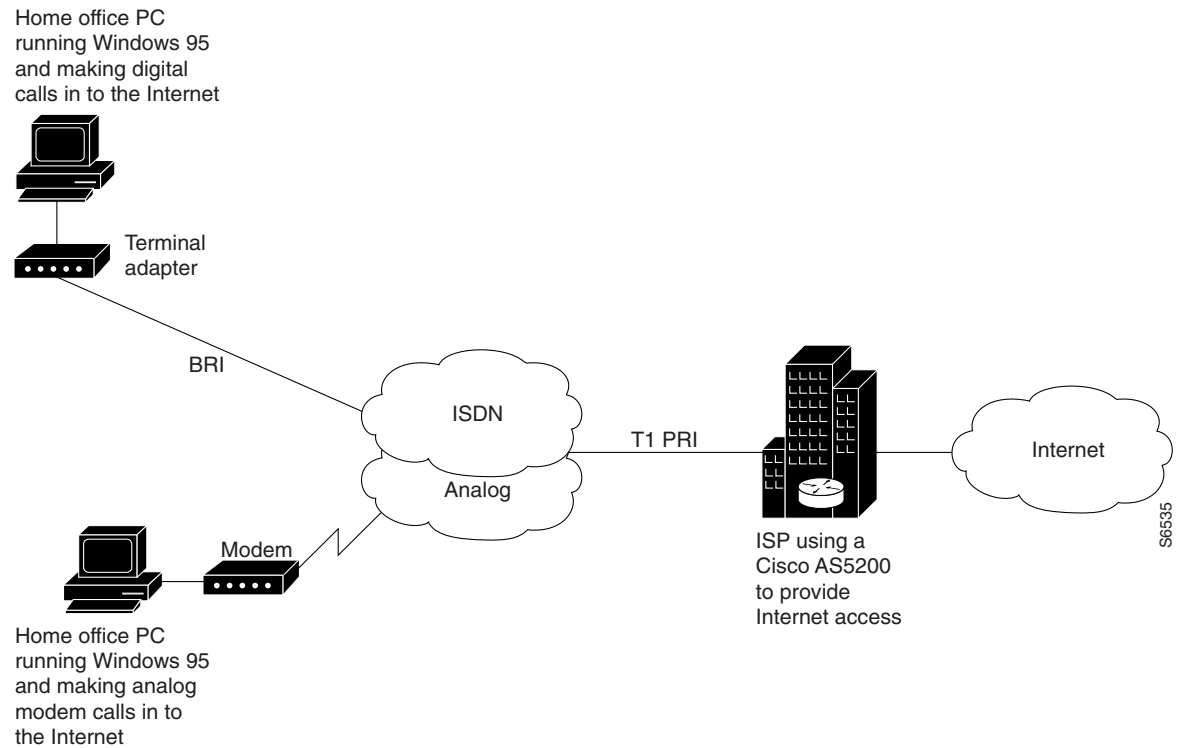 Home office PC
running Windows 95
and making digital
calls in to the Internet
Terminal
adapter
BRI
ISDN
T1 PRI
Internet
Analog
S6535
Modem
ISP using a
Cisco AS5200
to provide
Internet access
Home office PC
running Windows 95
and making analog
modem calls in to
the Internet